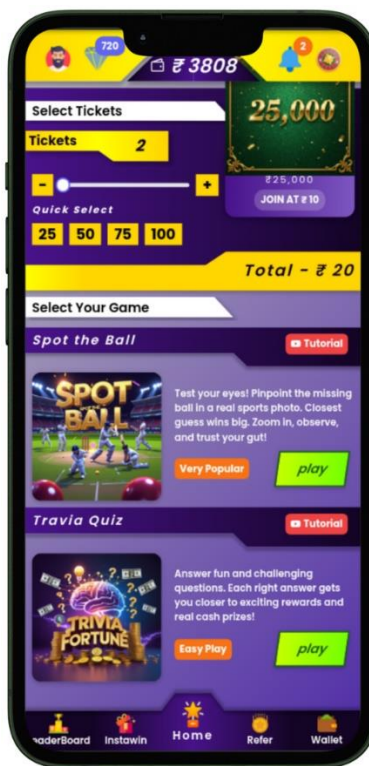 720
₹ 3808
2
Select Tickets
Tickets 2
25,000
₹25,000
JOIN AT ₹ 10
- +
Quick Select
25 50 75 100
Total - ₹ 20
Select Your Game
Spot the Ball
Tutorial
SPOT
THE
BALL
Test your eyes! Pinpoint the missing
ball in a real sports photo. Closest
guess wins big. Zoom in, observe,
and trust your gut!
Very Popular
play
Travia Quiz
Tutorial
TRIVIA
FORTUNE
Answer fun and challenging
questions. Each right answer gets
you closer to exciting rewards and
real cash prizes!
Easy Play
play
eaderBoard Instawin Home Refer Wallet